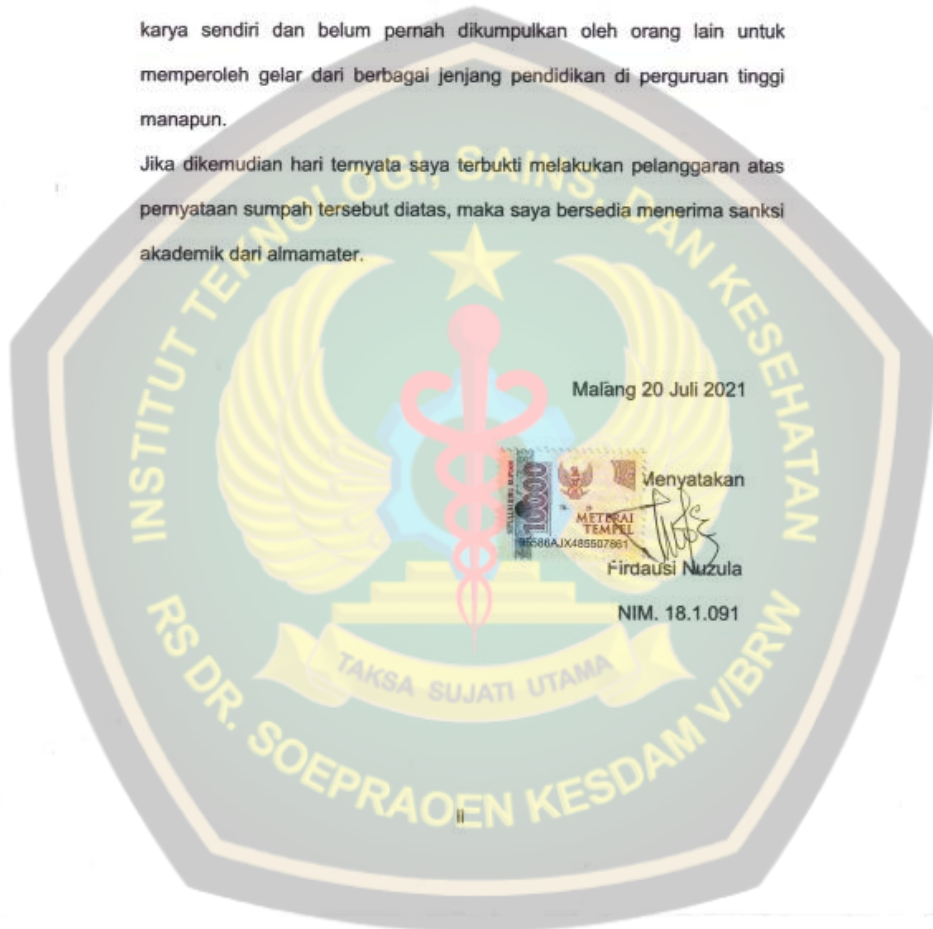 karya sendiri dan belum pernah dikumpulkan oleh orang lain untuk
memperoleh gelar dari berbagai jenjang pendidikan di perguruan tinggi
manapun.
Jika dikemudian hari ternyata saya terbukti melakukan pelanggaran atas
pernyataan sumpah tersebut diatas, maka saya bersedia menerima sanksi
akademik dari almamater.
INSTITUT TEKNOLOGI, SAINS, DAN KESEHATAN
Malang 20 Juli 2021
Menyatakan
10000
METERAI
TEMPEL
95586AJX485507861
Firdausi Nuzula
NIM. 18.1.091
TAKSA SUJATI UTAMA
RS DR. SOEPRAOEN KESDAM V/BRW
ii